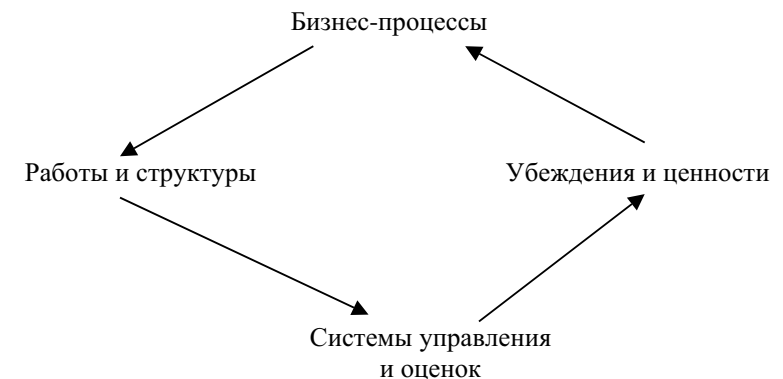 Бизнес-процессы
Работы и структуры
Убеждения и ценности
Системы управления
и оценок